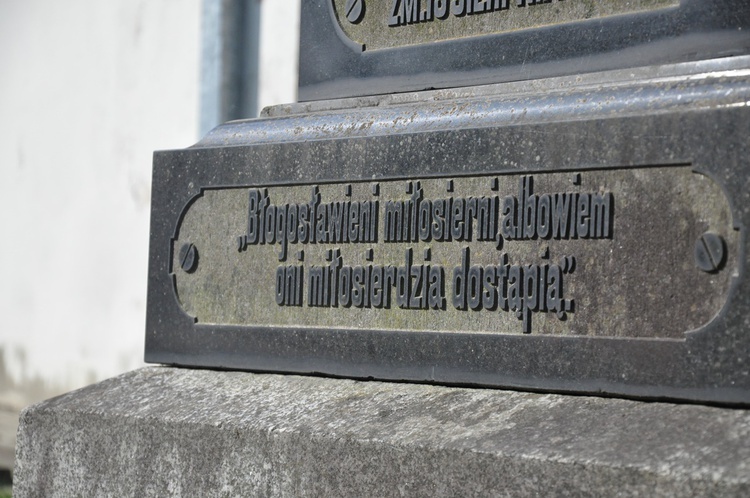 „Błogosławieni miłosierni, albowiem
oni miłosierdzia dostąpią".